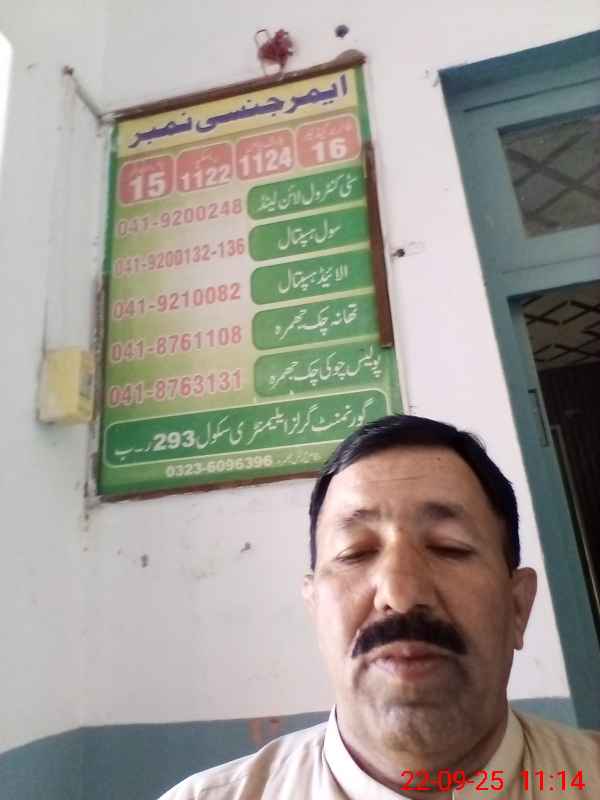 ایمرجنسی نمبر
15 1122 1124 16
041-9200248 سٹی کنٹرول لائن لینڈ
041-9200132-136 سول ہسپتال
041-9210082 الائیڈ ہسپتال
041-8761108 تھانہ چک جھمرہ
041-8763131 پولیس چوکی چک جھمرہ
گورنمنٹ گرلز ایلیمنٹری سکول 293 ر-ب
0323-6096396
22-09-25 11:14